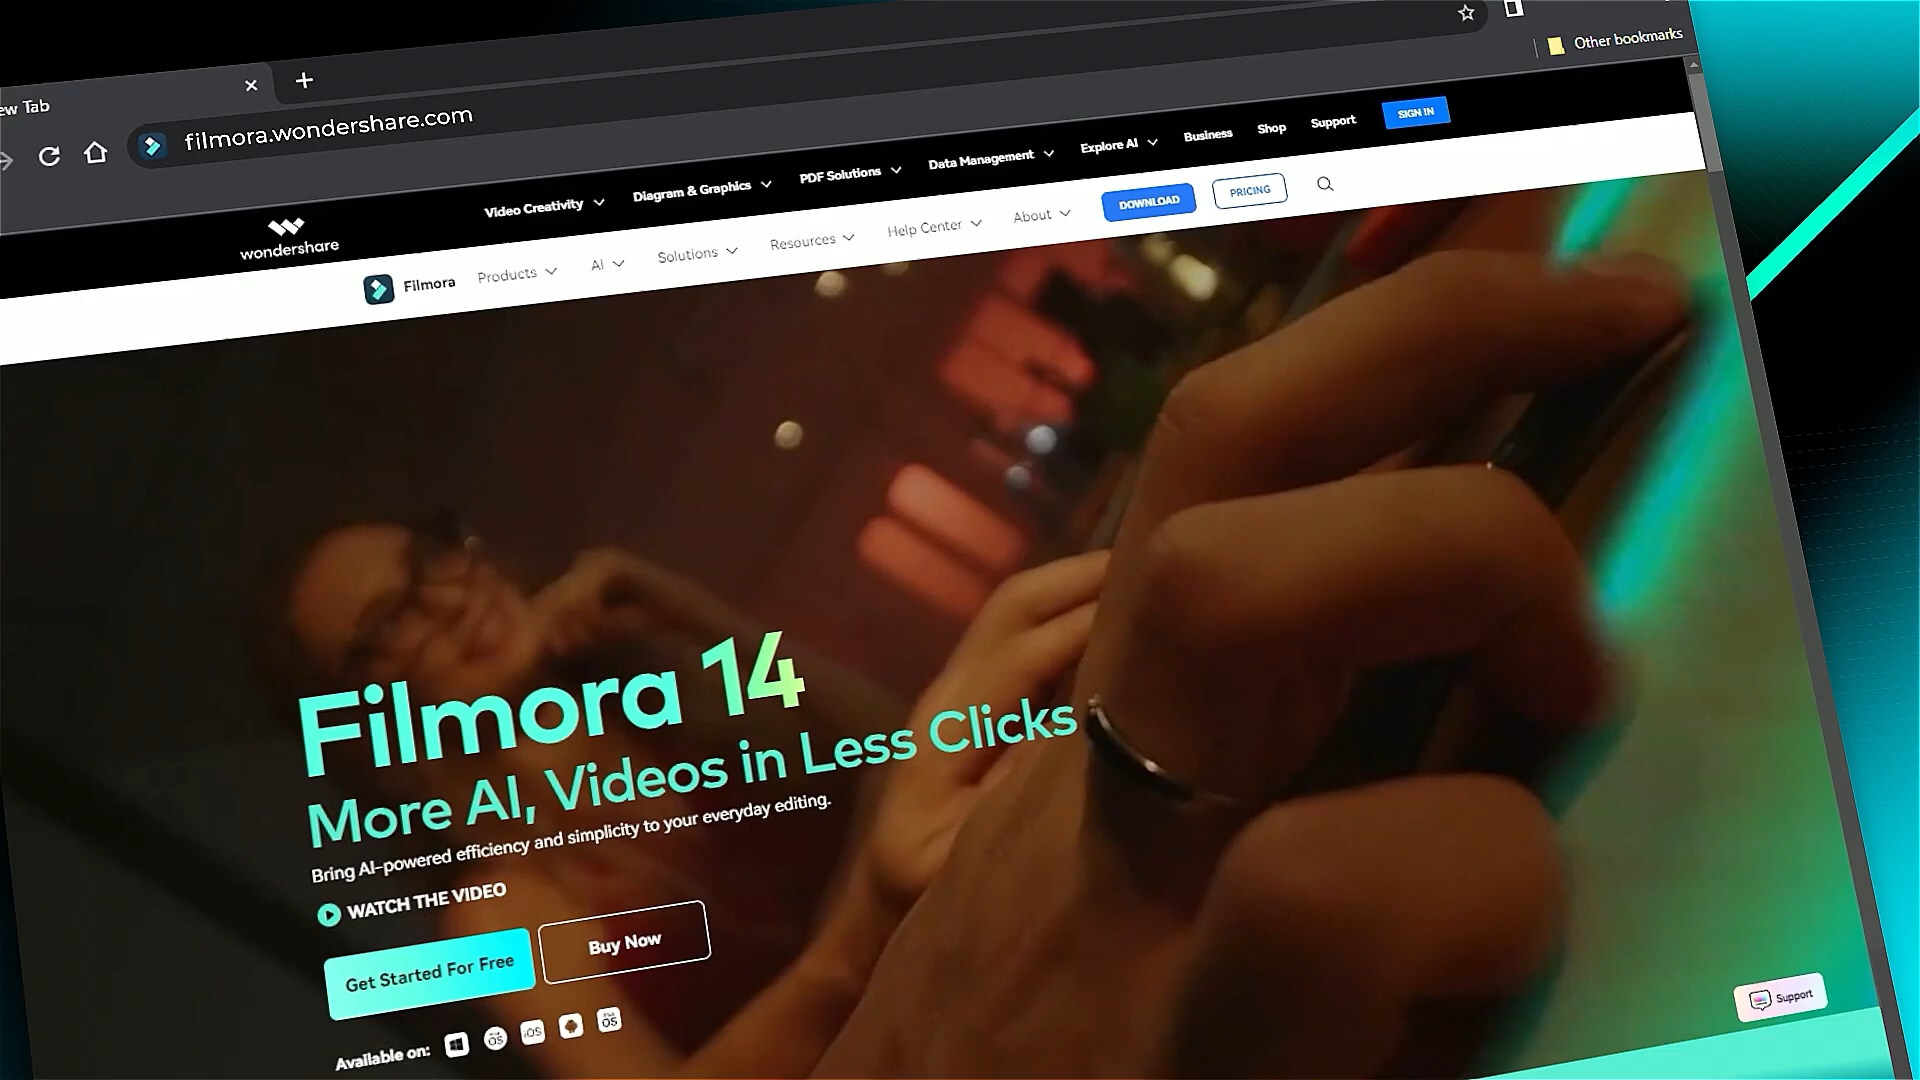 ew Tab
filmora.wondershare.com
Other bookmarks
wondershare
Video Creativity
Diagram & Graphics
PDF Solutions
Data Management
Explore AI
Business
Shop
Support
SIGN IN
Filmora
Products
AI
Solutions
Resources
Help Center
About
DOWNLOAD
PRICING
Filmora 14
More AI, Videos in Less Clicks
Bring AI-powered efficiency and simplicity to your everyday editing.
WATCH THE VIDEO
Get Started For Free
Buy Now
Available on:
iOS
Support